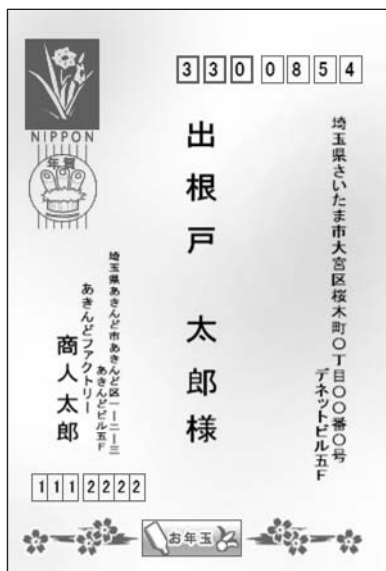 3300854
埼玉県さいたま市大宮区桜木町〇丁目〇〇番〇号
デネットビル五F
出根戸 太郎様
NIPPON
年賀
埼玉県あきんど市あきんど区一ー二ー三
あきんどビル五F
あきんどファクトリー
商人太郎
1112222
お年玉